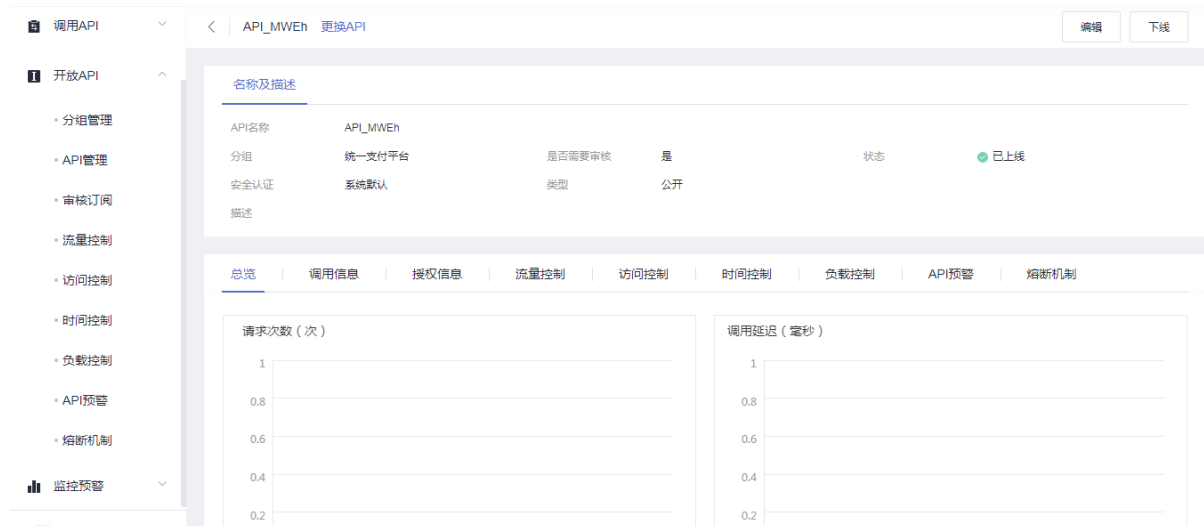 调用API
开放API
分组管理
API管理
审核订阅
流量控制
访问控制
时间控制
负载控制
API预警
熔断机制
监控预警
API_MWEh 更换API 编辑 下线
名称及描述
API名称 API_MWEh
分组 统一支付平台 是否需要审核 是 状态 已上线
安全认证 系统默认 类型 公开
描述
总览 调用信息 授权信息 流量控制 访问控制 时间控制 负载控制 API预警 熔断机制
请求次数（次）
1
0.8
0.6
0.4
0.2
调用延迟（毫秒）
1
0.8
0.6
0.4
0.2